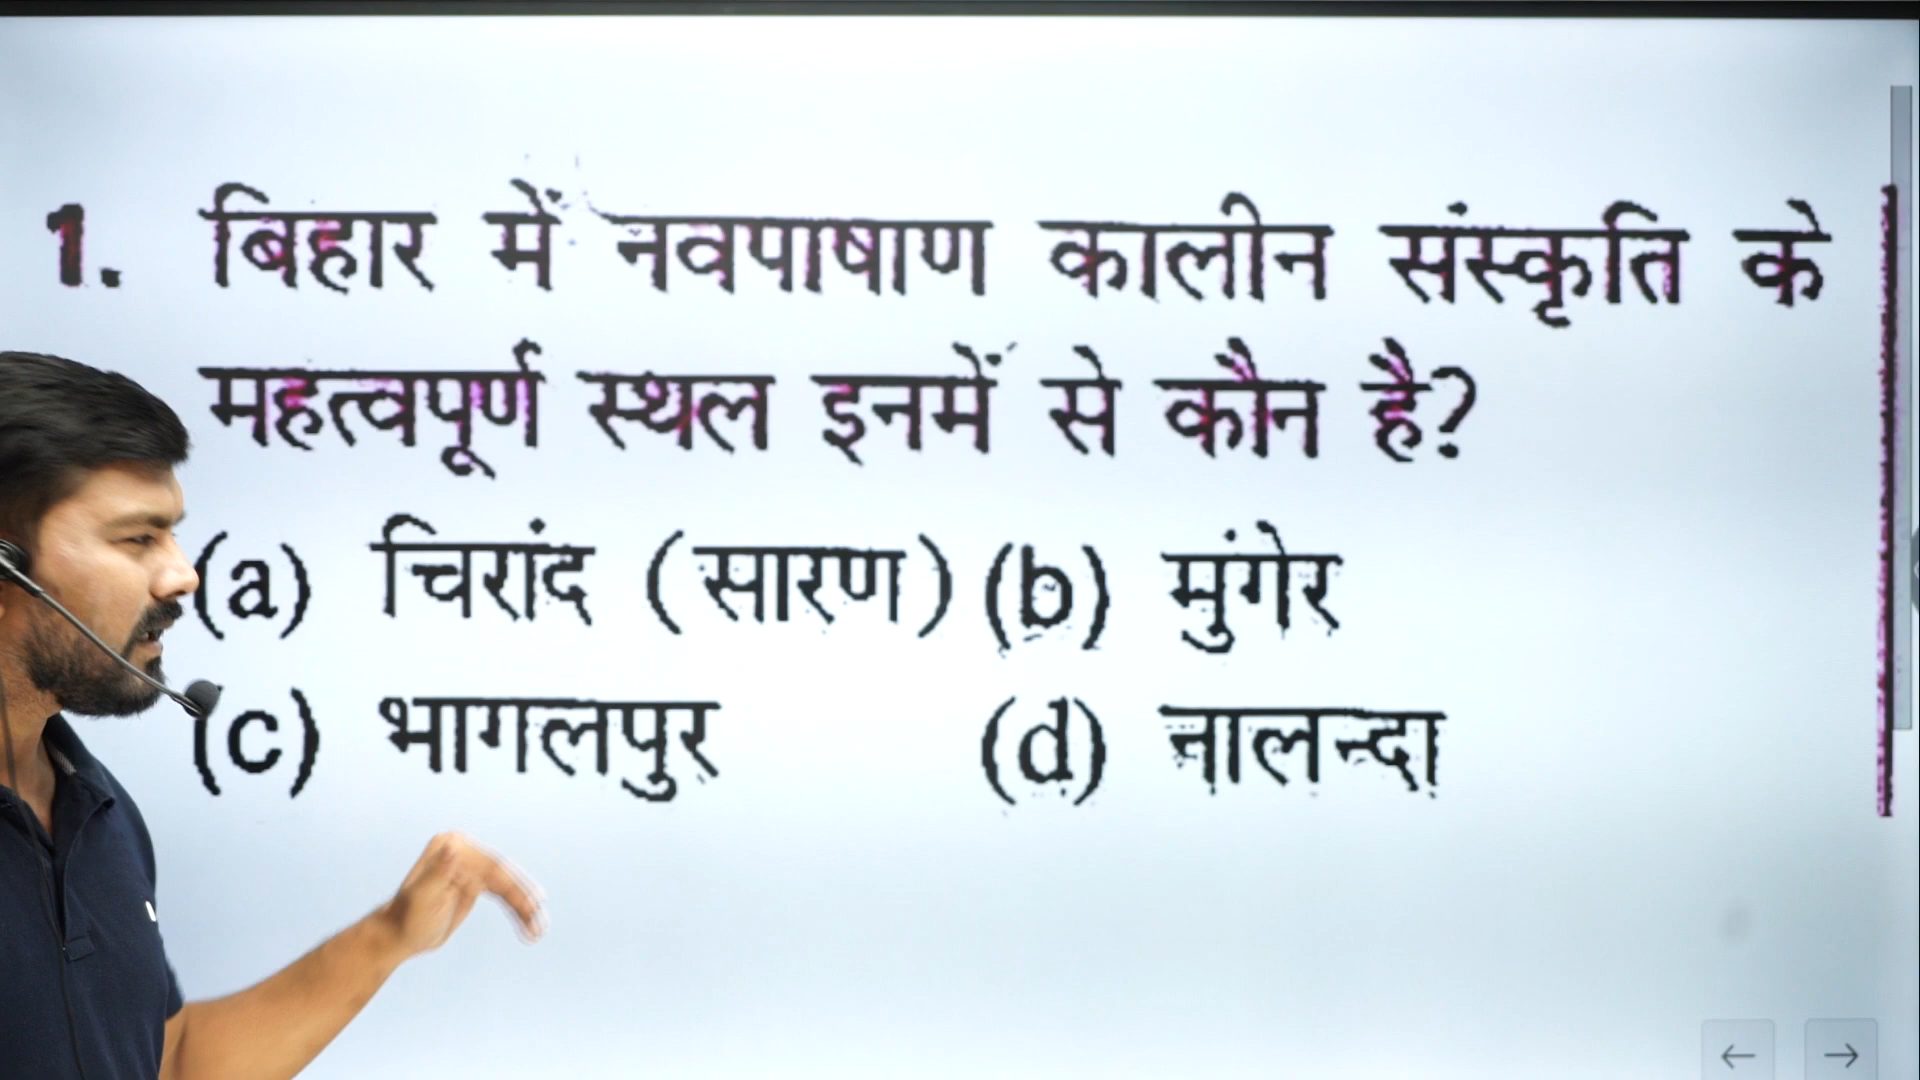 1. बिहार में नवपाषाण कालीन संस्कृति के
महत्वपूर्ण स्थल इनमें से कौन है?
(a) चिरांद (सारण) (b) मुंगेर
(c) भागलपुर (d) नालन्दा